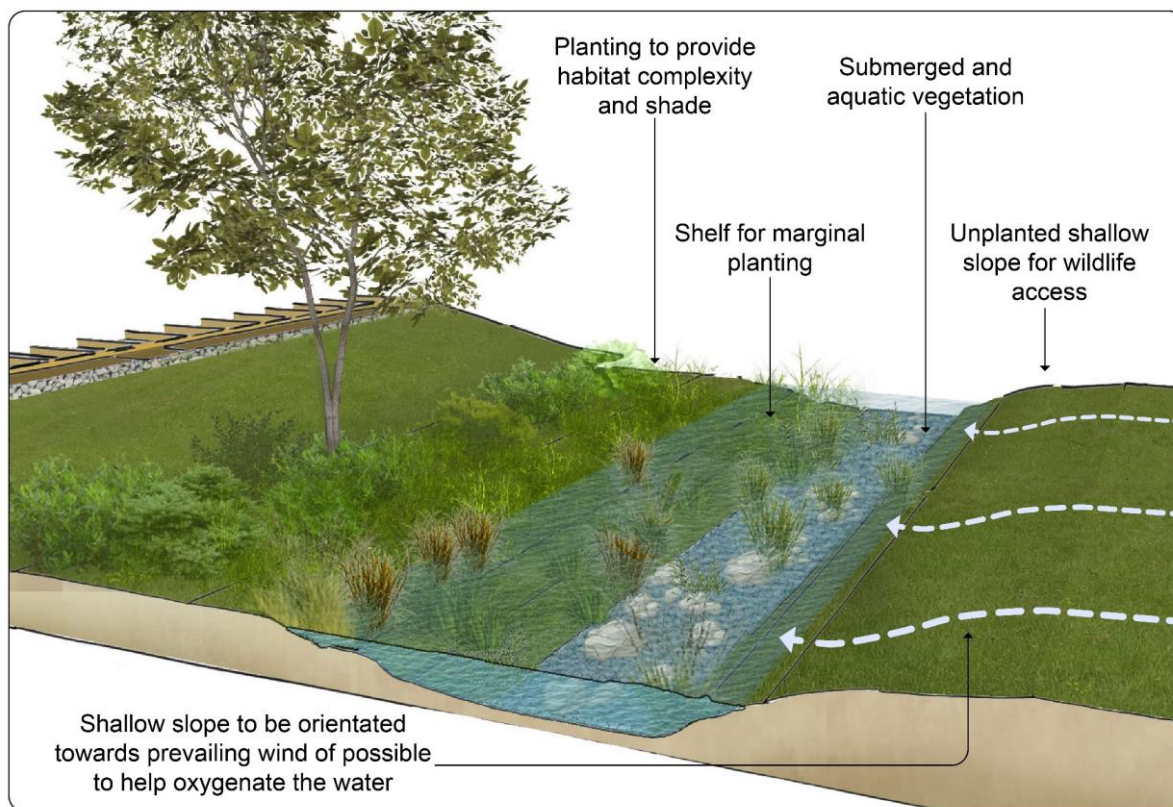 Planting to provide
habitat complexity
and shade
Submerged and
aquatic vegetation
Shelf for marginal
planting
Unplanted shallow
slope for wildlife
access
Shallow slope to be orientated
towards prevailing wind of possible
to help oxygenate the water